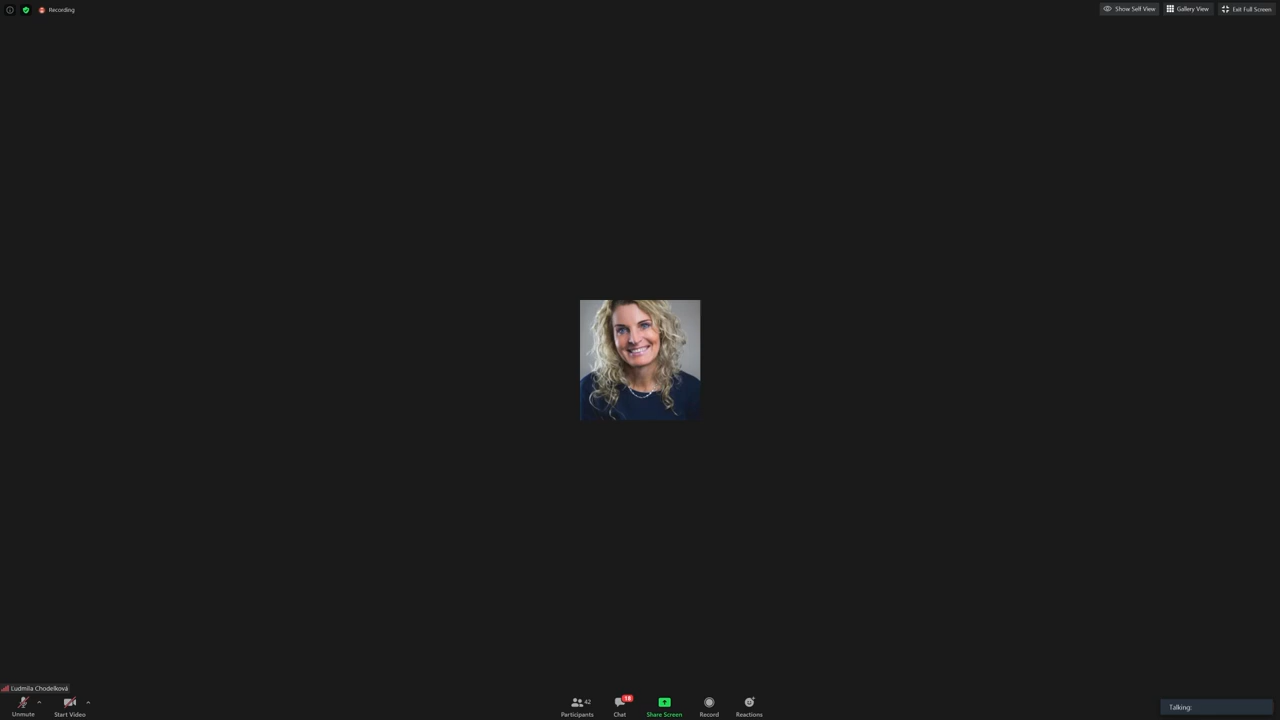 Recording
Show Self View
Gallery View
Exit Full Screen
Ľudmila Chodelková
Unmute
Start Video
42
Participants
18
Chat
Share Screen
Record
Reactions
Talking: